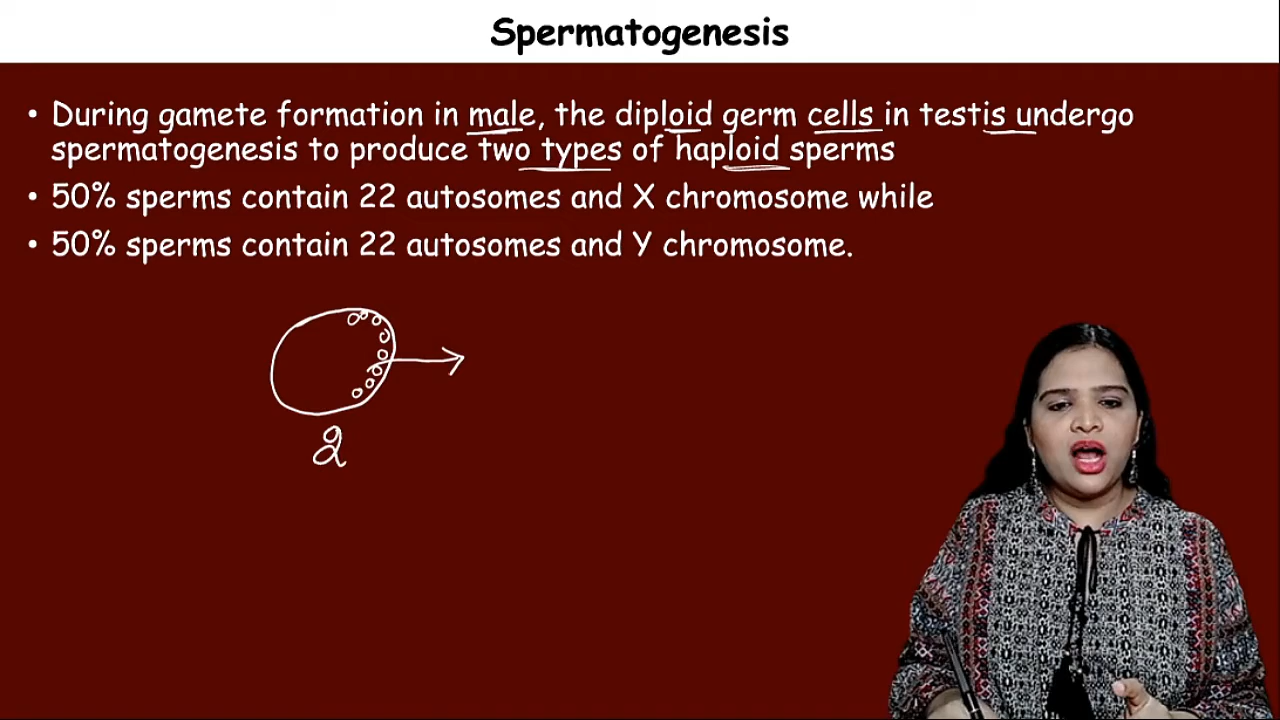 Spermatogenesis
• During gamete formation in male, the diploid germ cells in testis undergo
spermatogenesis to produce two types of haploid sperms
• 50% sperms contain 22 autosomes and X chromosome while
• 50% sperms contain 22 autosomes and Y chromosome.
2